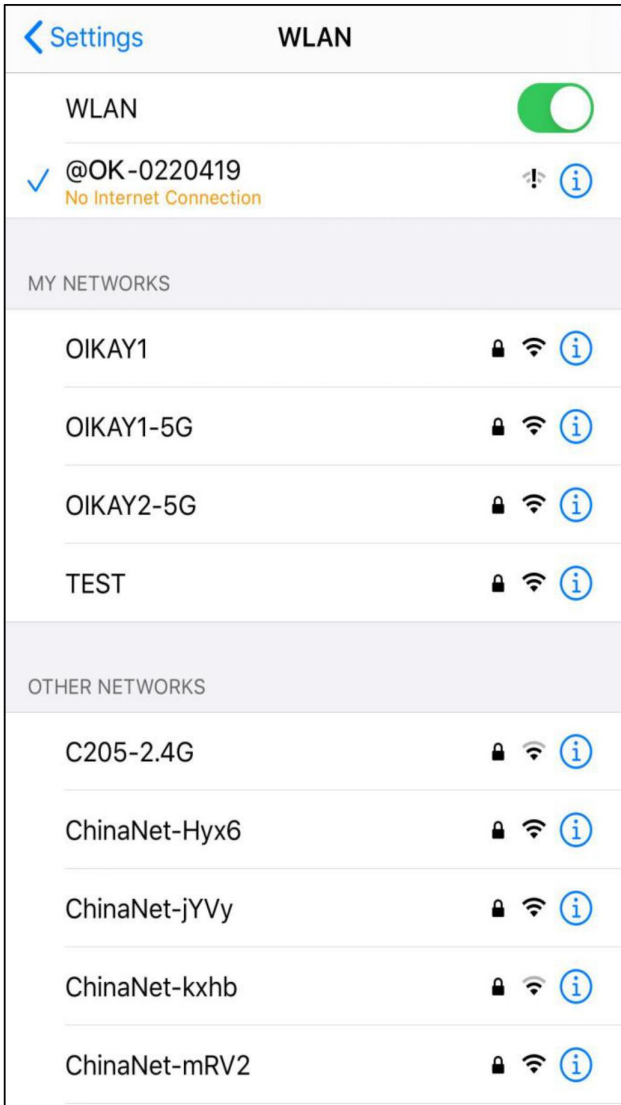 Settings
WLAN
WLAN
@OK-0220419
No Internet Connection
MY NETWORKS
OIKAY1
OIKAY1-5G
OIKAY2-5G
TEST
OTHER NETWORKS
C205-2.4G
ChinaNet-Hyx6
ChinaNet-jYVy
ChinaNet-kxhb
ChinaNet-mRV2